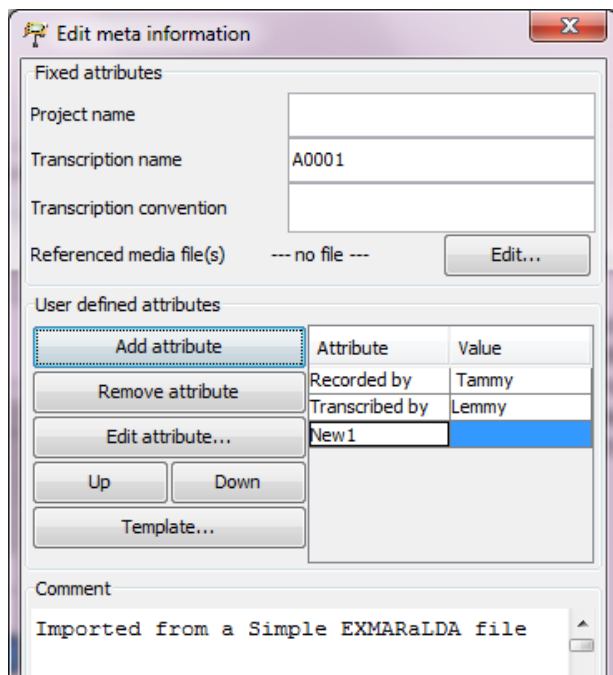 Edit meta information
Fixed attributes
Project name
Transcription name A0001
Transcription convention
Referenced media file(s) --- no file --- Edit...
User defined attributes
Add attribute Attribute Value
Remove attribute Recorded by Tammy
Transcribed by Lemmy
Edit attribute... New1
Up Down
Template...
Comment
Imported from a Simple EXMARaLDA file